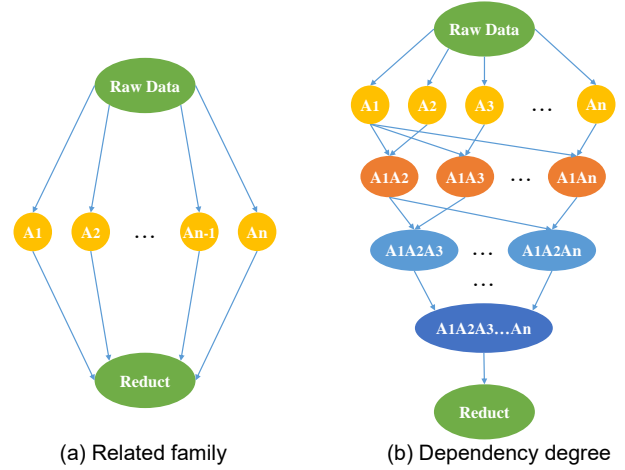 Raw Data
A1 A2 … An-1 An
Reduct
(a) Related family
Raw Data
A1 A2 A3 … An
A1A2 A1A3 … A1An
A1A2A3 … A1A2An
…
A1A2A3…An
Reduct
(b) Dependency degree